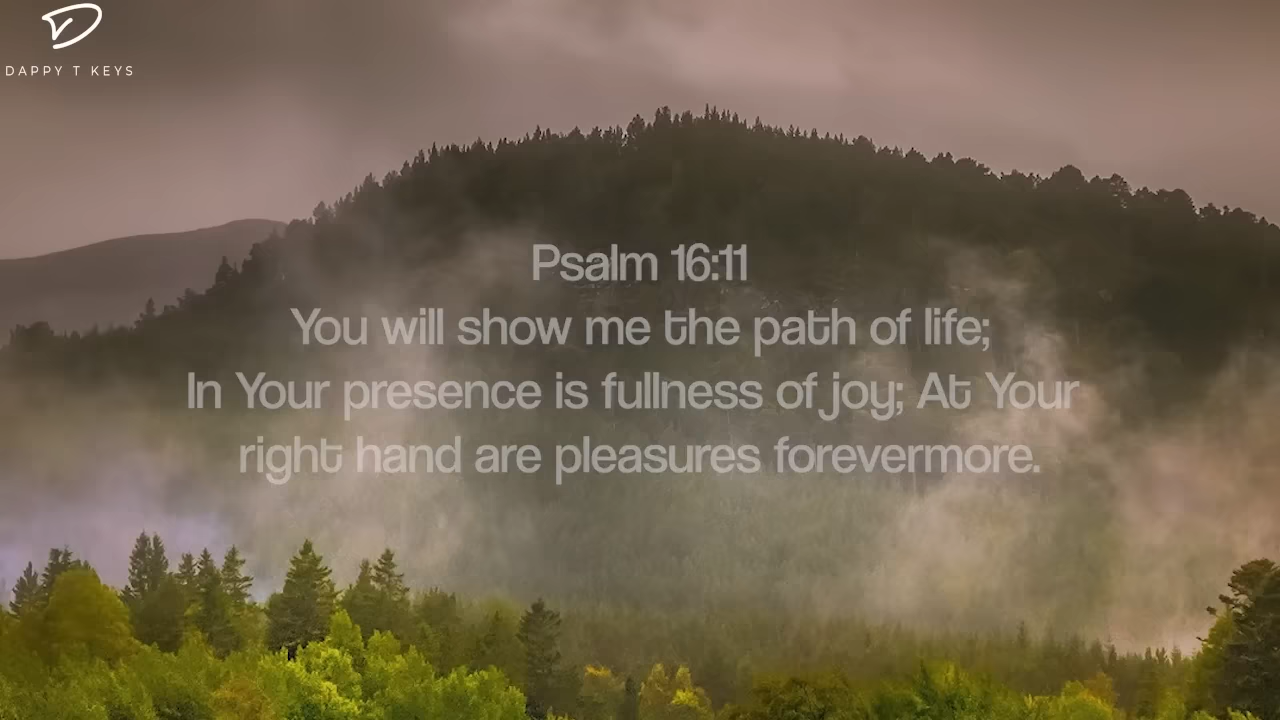 DAPPY T KEYS
Psalm 16:11
You will show me the path of life;
In Your presence is fullness of joy; At Your
right hand are pleasures forevermore.